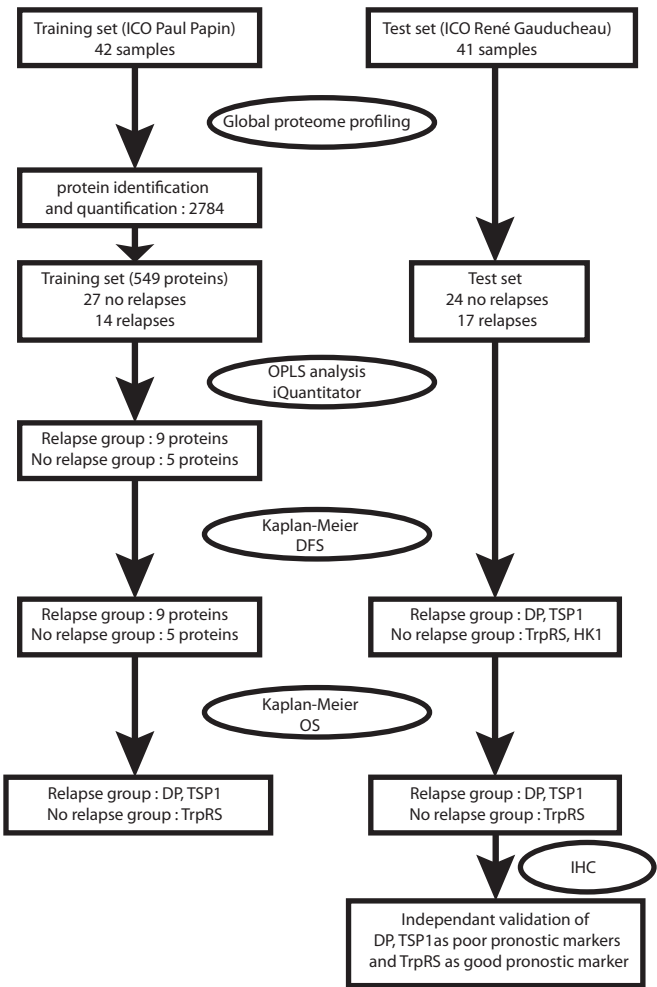 Training set (ICO Paul Papin)
42 samples
Test set (ICO René Gauducheau)
41 samples
Global proteome profiling
protein identification
and quantification : 2784
Training set (549 proteins)
27 no relapses
14 relapses
Test set
24 no relapses
17 relapses
OPLS analysis
iQuantitator
Relapse group : 9 proteins
No relapse group : 5 proteins
Kaplan-Meier
DFS
Relapse group : 9 proteins
No relapse group : 5 proteins
Relapse group : DP, TSP1
No relapse group : TrpRS, HK1
Kaplan-Meier
OS
Relapse group : DP, TSP1
No relapse group : TrpRS
Relapse group : DP, TSP1
No relapse group : TrpRS
IHC
Independant validation of
DP, TSP1as poor pronostic markers
and TrpRS as good pronostic marker